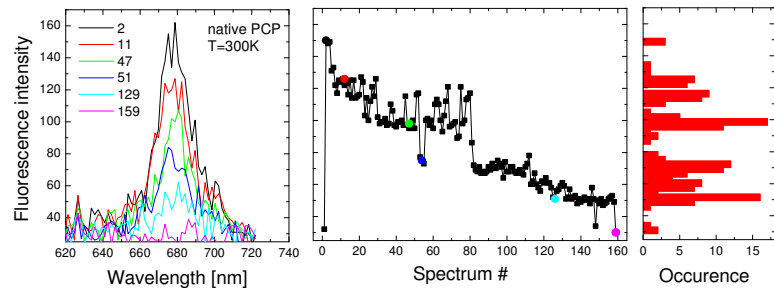 160
140
120
100
80
60
40
Fluorescence intensity
2
11
47
51
129
159
native PCP
T=300K
620 640 660 680 700 720 740
Wavelength [nm]
0 20 40 60 80 100 120 140 160
Spectrum #
0 5 10 15
Occurence